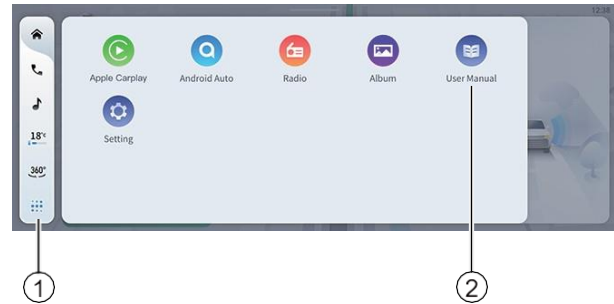 12:38
Apple Carplay
Android Auto
Radio
Album
User Manual
18°c
360°
Setting
1
2